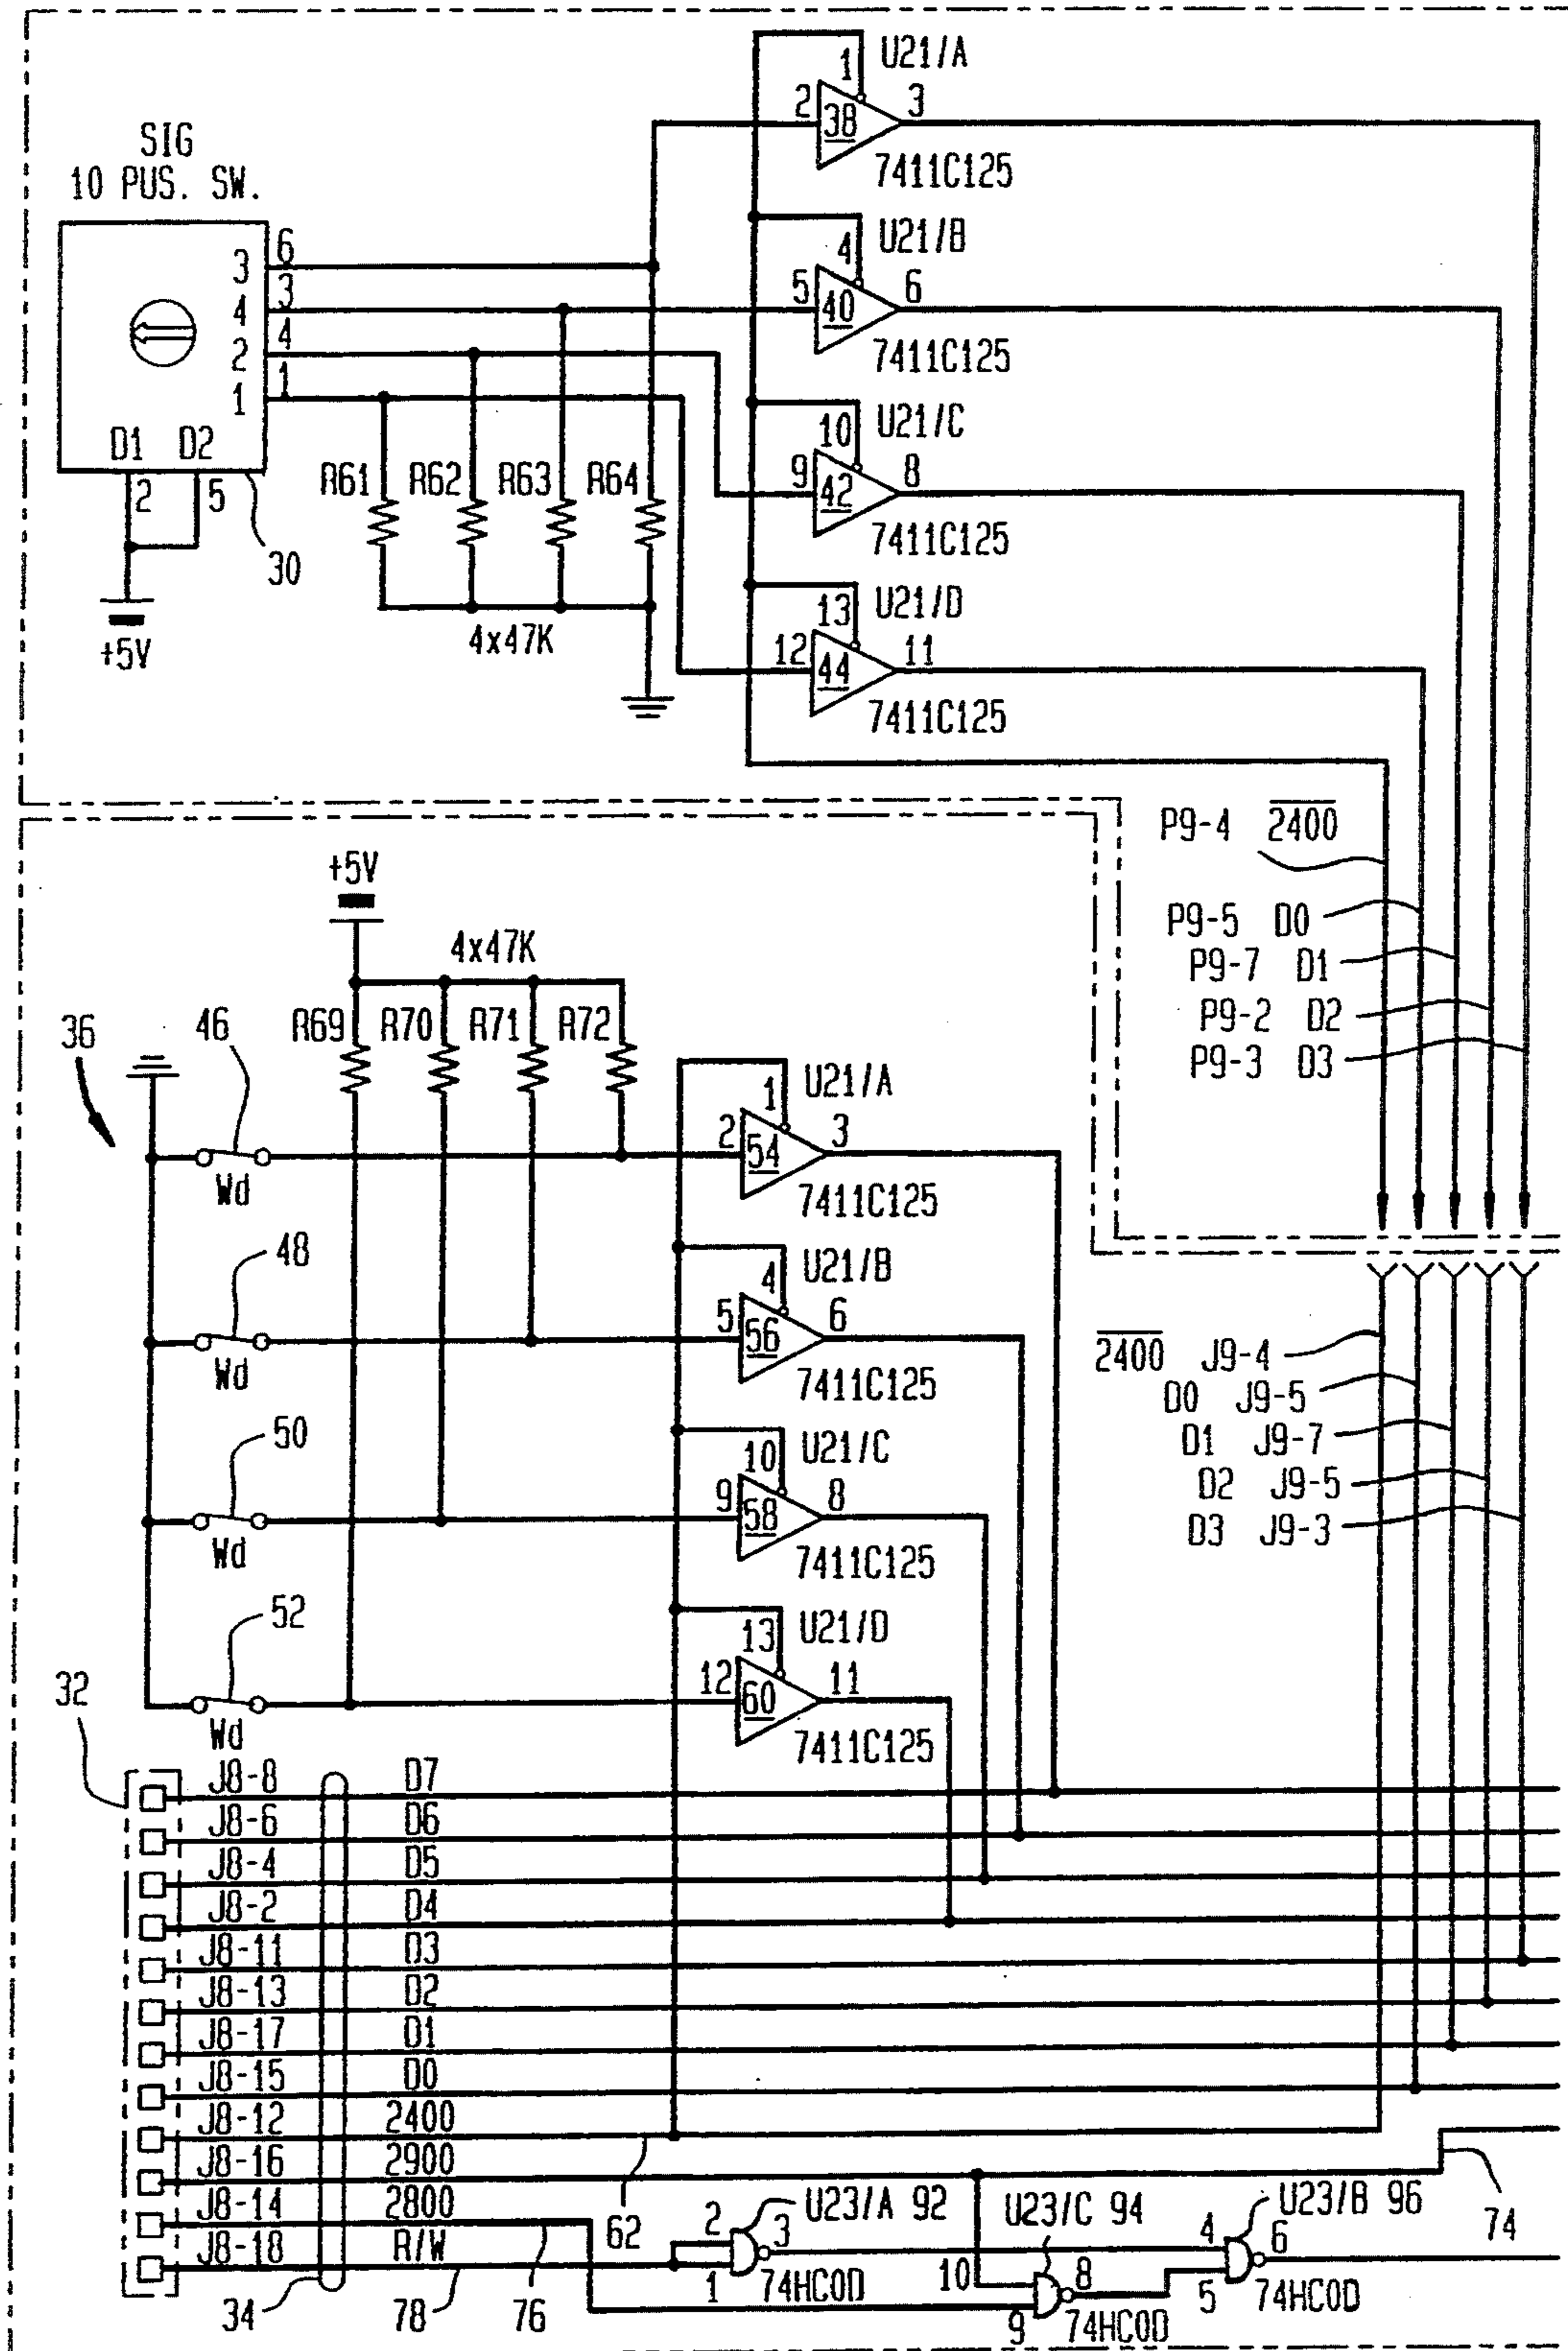 U21/A
1
2
38
3
7411C125
SIG
10 PUS. SW.
U21/B
4
5
40
6
7411C125
3 6
4 3
2 4
1 1
D1 D2
2 5
30
+5V
R61 R62 R63 R64
4x47K
U21/C
10
9
42
8
7411C125
U21/D
13
12
44
11
7411C125
P9-4 2400
P9-5 D0
P9-7 D1
P9-2 D2
P9-3 D3
+5V
4x47K
R69 R70 R71 R72
36
46
Wd
U21/A
1
2
54
3
7411C125
48
Wd
U21/B
4
5
56
6
7411C125
2400 J9-4
D0 J9-5
D1 J9-7
D2 J9-5
D3 J9-3
50
Wd
U21/C
10
9
58
8
7411C125
52
Wd
U21/D
13
12
60
11
7411C125
32
J8-8 D7
J8-6 D6
J8-4 D5
J8-2 D4
J8-11 D3
J8-13 D2
J8-17 D1
J8-15 D0
J8-12 2400
J8-16 2900
J8-14 2800
J8-18 R/W
34
78
76
62
U23/A 92
2
1
3
74HC0D
U23/C 94
10
9
8
74HC0D
U23/B 96
4
5
6
74HC0D
74